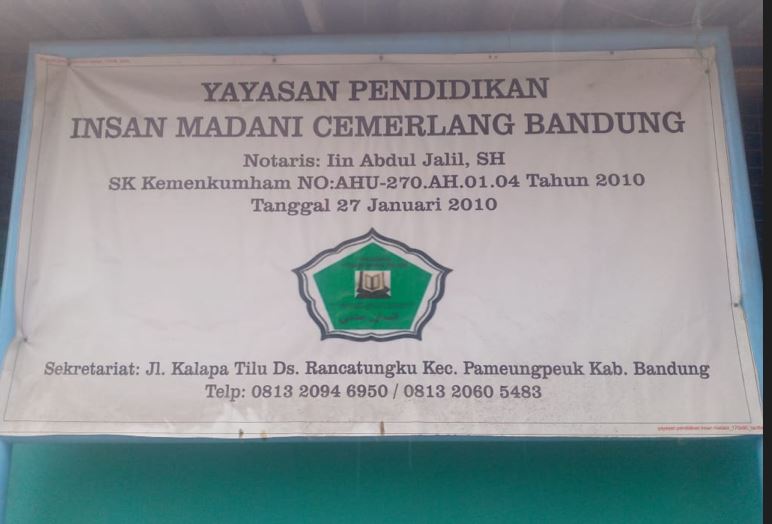 YAYASAN PENDIDIKAN
INSAN MADANI CEMERLANG BANDUNG
Notaris: Iin Abdul Jalil, SH
SK Kemenkumham NO:AHU-270.AH.01.04 Tahun 2010
Tanggal 27 Januari 2010
Sekretariat: Jl. Kalapa Tilu Ds. Rancatungku Kec. Pameungpeuk Kab. Bandung
Telp: 0813 2094 6950 / 0813 2060 5483